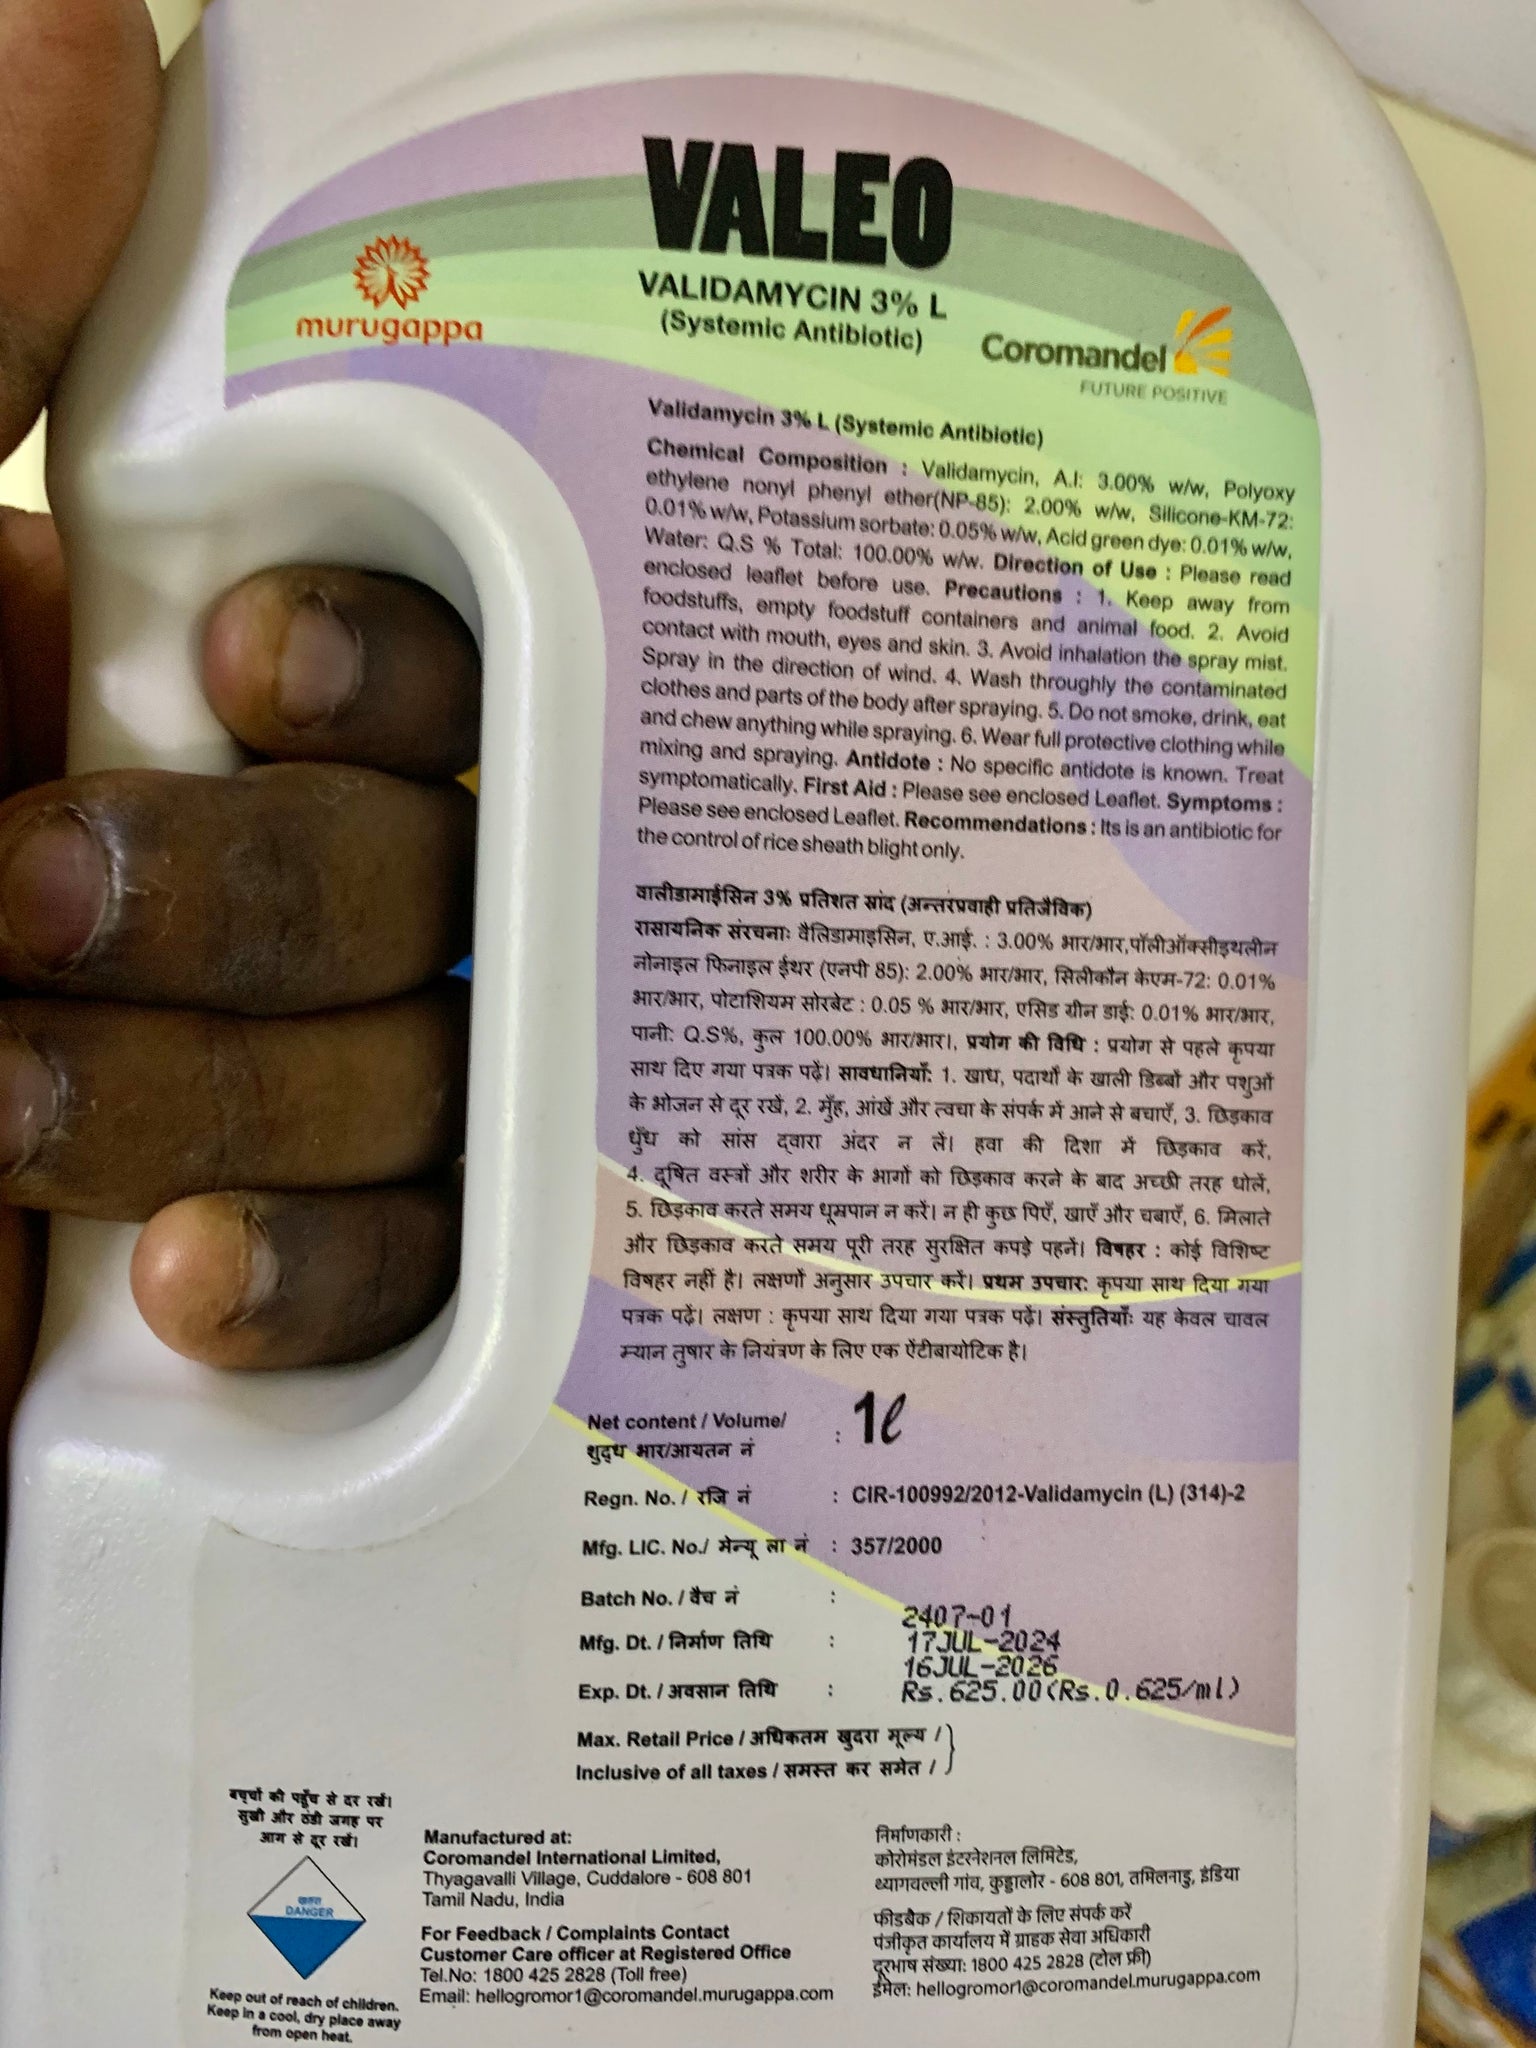 VALEO
VALIDAMYCIN 3% L
(Systemic Antibiotic)
murugappa
Coromandel
FUTURE POSITIVE
Validamycin 3% L (Systemic Antibiotic)
Chemical Composition : Validamycin, A.I: 3.00% w/w, Polyoxy
ethylene nonyl phenyl ether(NP-85): 2.00% w/w, Silicone-KM-72:
0.01% w/w, Potassium sorbate: 0.05% w/w, Acid green dye: 0.01% w/w,
Water: Q.S % Total: 100.00% w/w. Direction of Use : Please read
enclosed leaflet before use. Precautions : 1. Keep away from
foodstuffs, empty foodstuff containers and animal food. 2. Avoid
contact with mouth, eyes and skin. 3. Avoid inhalation the spray mist.
Spray in the direction of wind. 4. Wash throughly the contaminated
clothes and parts of the body after spraying. 5. Do not smoke, drink, eat
and chew anything while spraying. 6. Wear full protective clothing while
mixing and spraying. Antidote : No specific antidote is known. Treat
symptomatically. First Aid : Please see enclosed Leaflet. Symptoms :
Please see enclosed Leaflet. Recommendations : Its is an antibiotic for
the control of rice sheath blight only.
वालीडामाईसिन 3% प्रतिशत स्रांद (अन्तरप्रवाही प्रतिजैविक)
रासायनिक संरचनाः वैलिडामाइसिन, ए.आई. : 3.00% भार/भार,पॉलीऑक्सीइथलीन
नोनाइल फिनाइल ईथर (एनपी 85): 2.00% भार/भार, सिलीकौन केएम-72: 0.01%
भार/भार, पोटाशियम सोरबेट : 0.05 % भार/भार, एसिड ग्रीन डाई: 0.01% भार/भार,
पानी: Q.S%, कुल 100.00% भार/भार।, प्रयोग की विधि : प्रयोग से पहले कृपया
साथ दिए गया पत्रक पढ़ें। सावधानियाँ: 1. खाध, पदार्थों के खाली डिब्बों और पशुओं
के भोजन से दूर रखें, 2. मुँह, आंखें और त्वचा के संपर्क में आने से बचाएँ, 3. छिड़काव
धुँध को सांस द्वारा अंदर न लें। हवा की दिशा में छिड़काव करें,
4. दूषित वस्त्रों और शरीर के भागों को छिड़काव करने के बाद अच्छी तरह धोलें,
5. छिड़काव करते समय धूम्रपान न करें। न ही कुछ पिएँ, खाएँ और चबाएँ, 6. मिलाते
और छिड़काव करते समय पूरी तरह सुरक्षित कपड़े पहनें। विषहर : कोई विशिष्ट
विषहर नहीं है। लक्षणों अनुसार उपचार करें। प्रथम उपचार: कृपया साथ दिया गया
पत्रक पढ़ें। लक्षण : कृपया साथ दिया गया पत्रक पढ़ें। संस्तुतियाँः यह केवल चावल
म्यान तुषार के नियंत्रण के लिए एक ऐंटीबायोटिक है।
Net content / Volume/ : 1ℓ
शुद्ध भार/आयतन नं
Regn. No. / रजि नं : CIR-100992/2012-Validamycin (L) (314)-2
Mfg. LIC. No./ मेन्यू ला नं : 357/2000
Batch No. / वैच नं : 2407-01
Mfg. Dt. / निर्माण तिथि : 17JUL-2024
16JUL-2026
Exp. Dt. / अवसान तिथि : Rs.625.00(Rs.0.625/ml)
Max. Retail Price / अधिकतम खुदरा मूल्य /
Inclusive of all taxes / समस्त कर समेत /
बच्चों की पहुँच से दर रखें।
सुखी और ठंडी जगह पर
आग से दूर रखें।
खतरा
DANGER
Keep out of reach of children.
Keep in a cool, dry place away
from open heat.
Manufactured at:
Coromandel International Limited,
Thyagavalli Village, Cuddalore - 608 801
Tamil Nadu, India
For Feedback / Complaints Contact
Customer Care officer at Registered Office
Tel.No: 1800 425 2828 (Toll free)
Email: hellogromor1@coromandel.murugappa.com
निर्माणकारी :
कोरोमंडल इंटरनेशनल लिमिटेड,
थ्यागवल्ली गांव, कुड्डालोर - 608 801, तमिलनाडु, इंडिया
फीडबैक / शिकायतों के लिए संपर्क करें
पंजीकृत कार्यालय में ग्राहक सेवा अधिकारी
दूरभाष संख्या: 1800 425 2828 (टोल फ्री)
ईमेल: hellogromor1@coromandel.murugappa.com